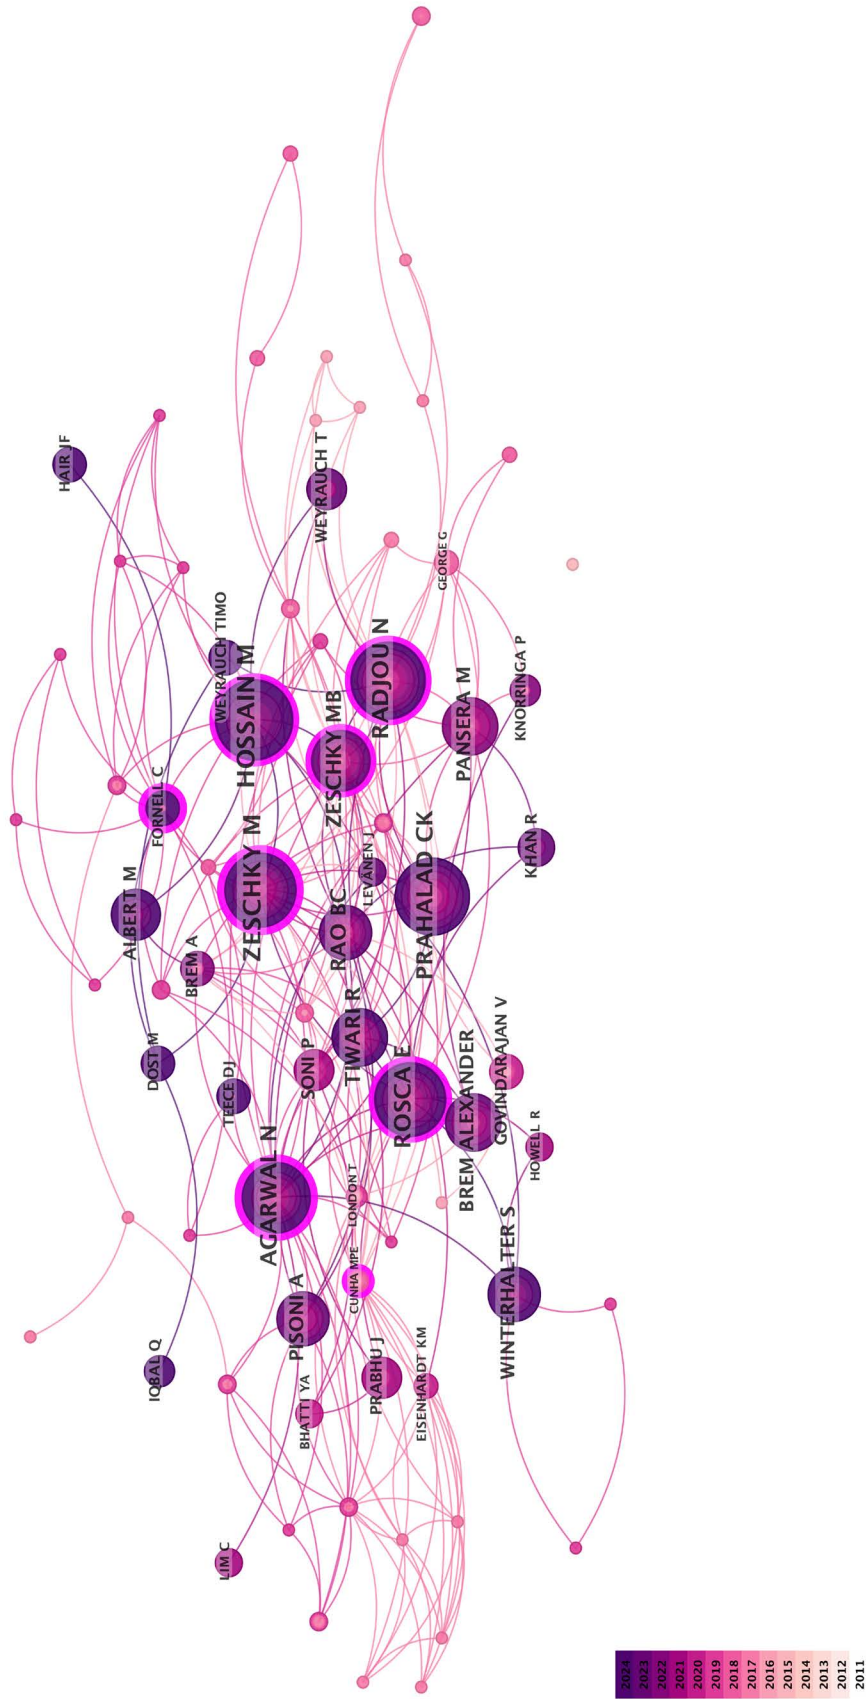 HAIR JF
WEYRAUCH T
GEORGE G
WEYRAUCH TIMO
HOSSAIN M
RADJOU N
ZESCHKY MB
PANSERA M
KNORRINGA P
FORNELL C
KHAN R
ZESCHKY M
LEVANEN J
PRAHALAD CK
ALBERT M
RAO BC
BREM A
TIWARI R
DOST M
SONI P
TEECE DJ
ROSCA E
GOVINDARAJAN V
BREM ALEXANDER
HOWELL R
AGARWAL N
LONDON T
CUNHA MPE
WINTERHALTER S
PISONI A
IQBAL Q
PRABHU J
BHATTI YA
EISENHARDT KM
LIM C
2024
2023
2022
2021
2020
2019
2018
2017
2016
2015
2014
2013
2012
2011